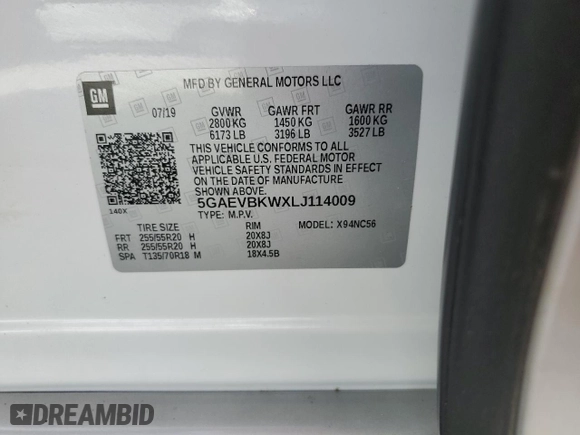 MFD BY GENERAL MOTORS LLC
GM
07/19 GVWR GAWR FRT GAWR RR
2800 KG 1450 KG 1600 KG
6173 LB 3196 LB 3527 LB
THIS VEHICLE CONFORMS TO ALL
APPLICABLE U.S. FEDERAL MOTOR
VEHICLE SAFETY STANDARDS IN EFFECT
ON THE DATE OF MANUFACTURE
SHOWN ABOVE.
5GAEVBKWXLJ114009
140X
TYPE: M.P.V. MODEL: X94NC56
TIRE SIZE RIM
FRT 255/55R20 H 20X8J
RR 255/55R20 H 20X8J
SPA T135/70R18 M 18X4.5B
DREAMBID